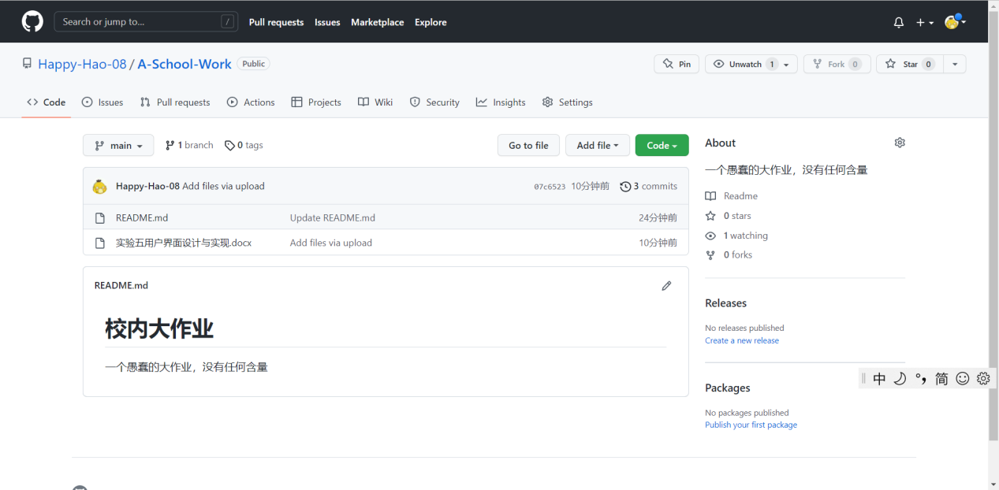 Search or jump to... /
Pull requests Issues Marketplace Explore
Happy-Hao-08 / A-School-Work Public
Pin Unwatch 1 Fork 0 Star 0
Code Issues Pull requests Actions Projects Wiki Security Insights Settings
main 1 branch 0 tags
Go to file Add file Code
Happy-Hao-08 Add files via upload 07c6523 10分钟前 3 commits
README.md Update README.md 24分钟前
实验五用户界面设计与实现.docx Add files via upload 10分钟前
README.md
校内大作业
一个愚蠢的大作业，没有任何含量
About
一个愚蠢的大作业，没有任何含量
Readme
0 stars
1 watching
0 forks
Releases
No releases published
Create a new release
Packages
No packages published
Publish your first package
中 °, 简